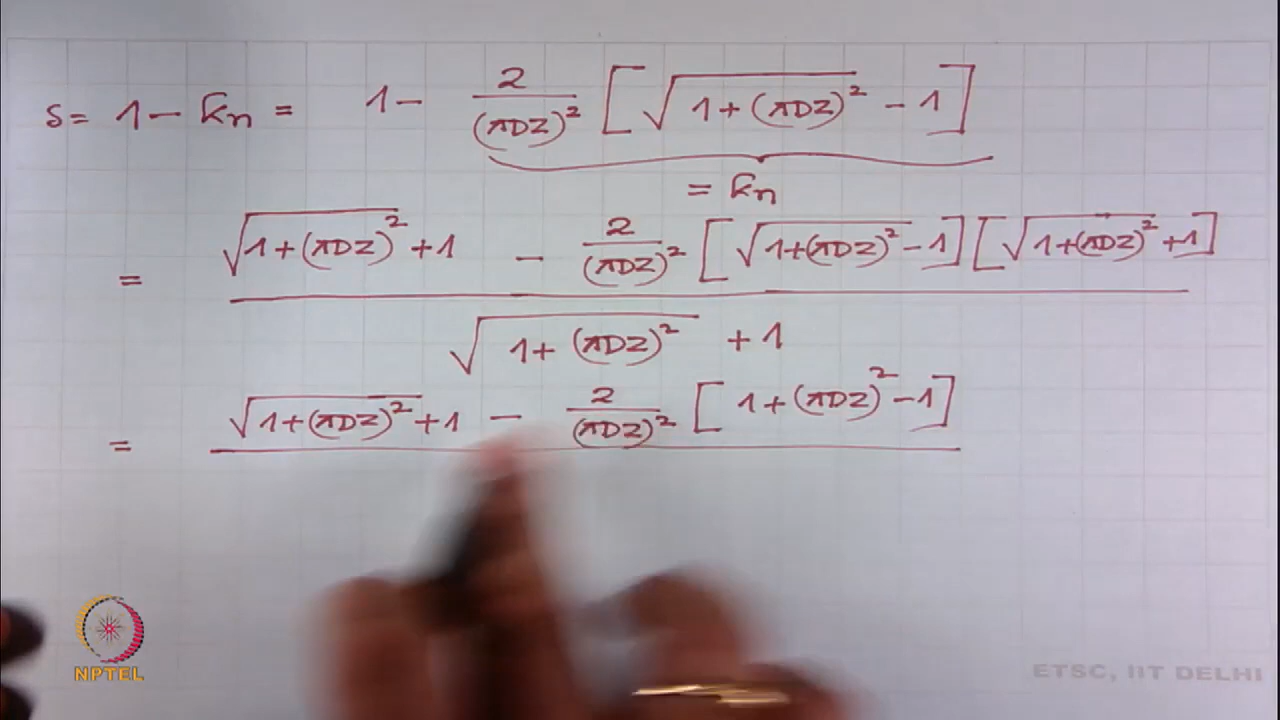 S = 1 - kn = 1 - 2/(πDZ)² [√(1+(πDZ)²) - 1]
= kn
= √(1+(πDZ)²) + 1 - 2/(πDZ)² [√(1+(πDZ)²) - 1] [√(1+(πDZ)²) + 1]
√(1+(πDZ)²) + 1
= √(1+(πDZ)²) + 1 - 2/(πDZ)² [1+(πDZ)² - 1]
NPTEL
ETSC, IIT DELHI